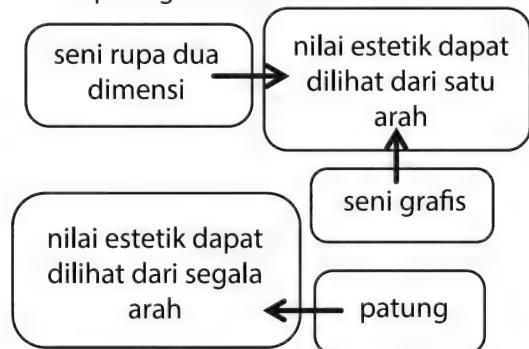 seni rupa dua
dimensi
nilai estetik dapat
dilihat dari satu
arah
seni grafis
nilai estetik dapat
dilihat dari segala
arah
patung